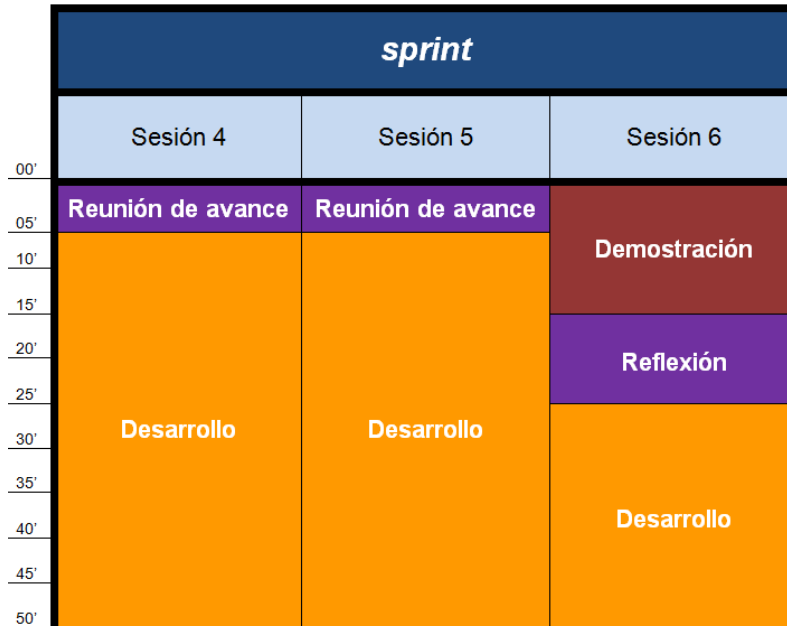 sprint
Sesión 4
Sesión 5
Sesión 6
00’
Reunión de avance
Reunión de avance
05’
Demostración
10’
15’
20’
Reflexión
25’
Desarrollo
Desarrollo
30’
35’
Desarrollo
40’
45’
50’